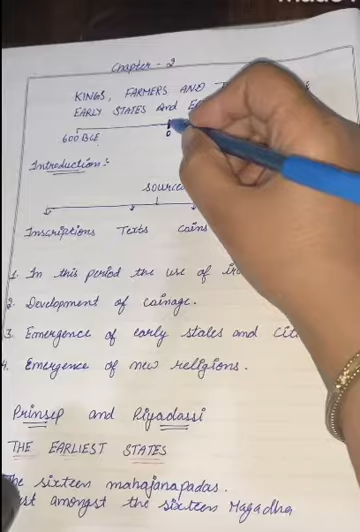 Chapter - 2
KINGS, FARMERS AND
EARLY STATES and
600 BCE 0
Introduction:-
Inscriptions Texts Coins
1. In this period the use of
2. Development of coinage.
3. Emergence of early states and
4. Emergence of new religions.
Prinsep and Piyadassi
THE EARLIEST STATES
The sixteen mahajanapadas.
amongst the sixteen Magadha